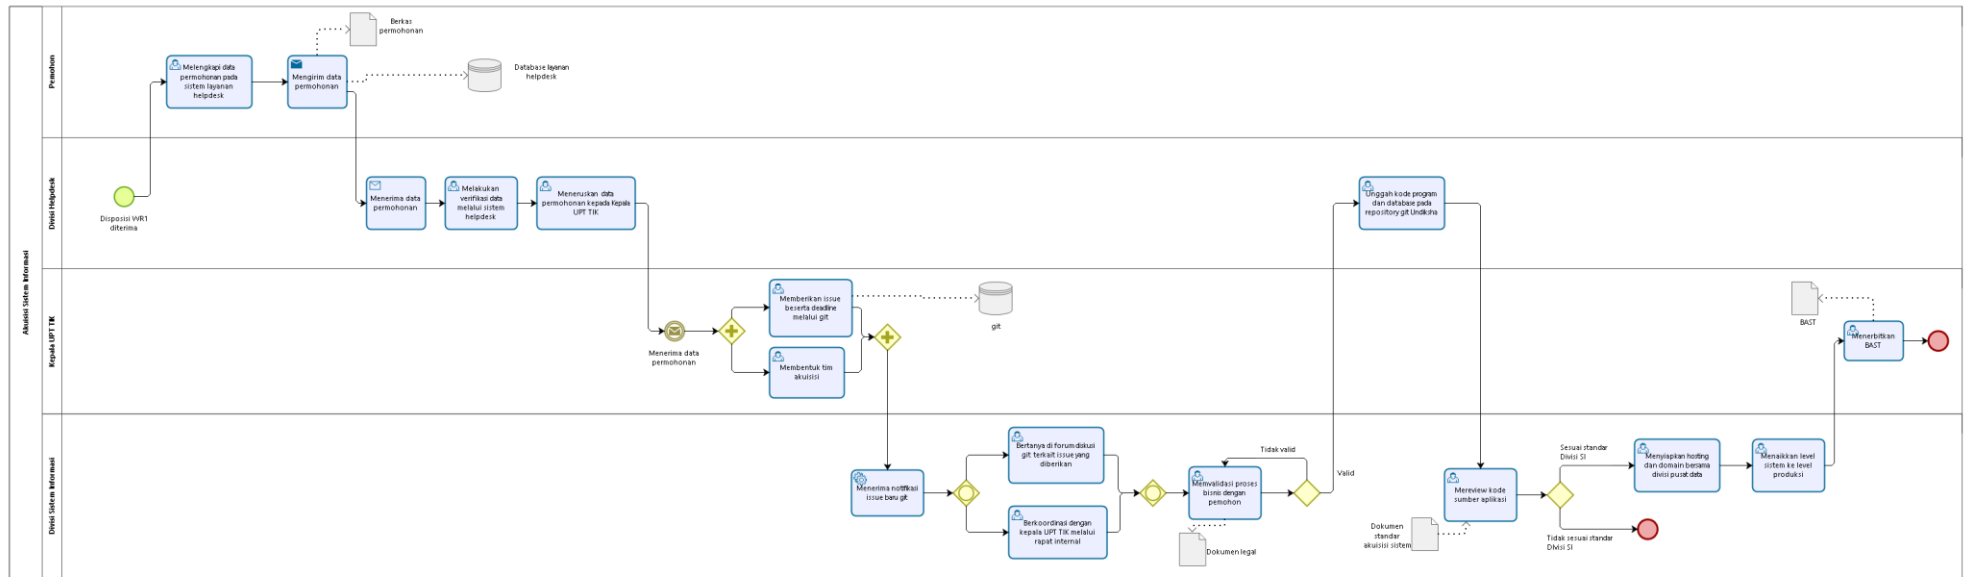 Akuisisi Sistem Informasi
Pemohon
Melengkapi data
permohonan pada
sistem layanan
helpdesk
Mengirim data
permohonan
Berkas
permohonan
Database layanan
helpdesk
Divisi Helpdesk
Disposisi WR1
diterima
Menerima data
permohonan
Melakukan
verifikasi data
melalui sistem
helpdesk
Meneruskan data
permohonan kepada Kepala
UPT TIK
Unggah kode program
dan database pada
repository git Undiksha
Kepala UPT TIK
Menerima data
permohonan
Memberikan issue
beserta deadline
melalui git
Membentuk tim
akuisisi
git
BAST
Menerbitkan
BAST
Divisi Sistem Informasi
Menerima notifikasi
issue baru git
Bertanya di forum diskusi
git terkait issue yang
diberikan
Berkoordinasi dengan
kepala UPT TIK melalui
rapat internal
Memvalidasi proses
bisnis dengan
pemohon
Tidak valid
Valid
Dokumen legal
Dokumen
standar
akuisisi sistem
Mereview kode
sumber aplikasi
Sesuai standar
Divisi SI
Tidak sesuai standar
Divisi SI
Menyiapkan hosting
dan domain bersama
divisi pusat data
Menaikkan level
sistem ke level
produksi